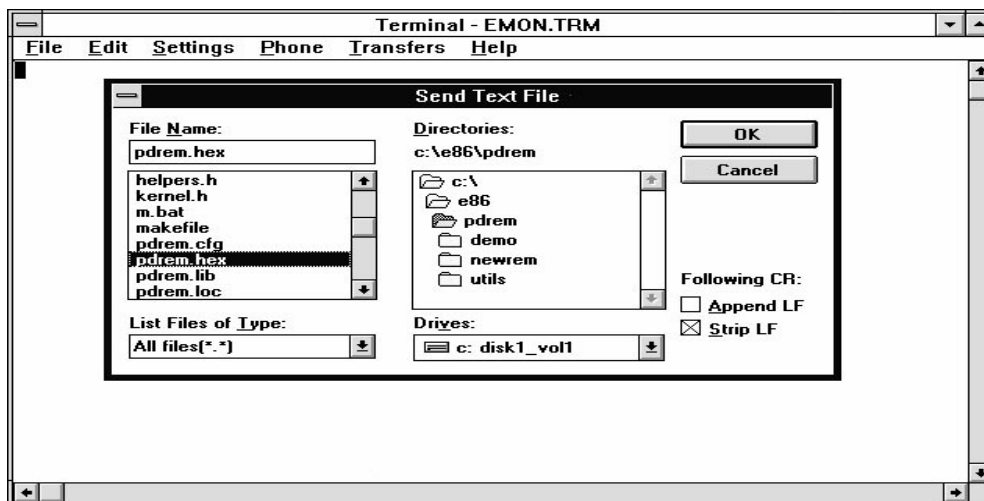 Terminal - EMON.TRM
File Edit Settings Phone Transfers Help
Send Text File
File Name:
pdrem.hex
helpers.h
kernel.h
m.bat
makefile
pdrem.cfg
pdrem.hex
pdrem.lib
pdrem.loc
List Files of Type:
All files(*.*)
Directories:
c:\e86\pdrem
c:\
e86
pdrem
demo
newrem
utils
Drives:
c: disk1_vol1
OK
Cancel
Following CR:
Append LF
Strip LF